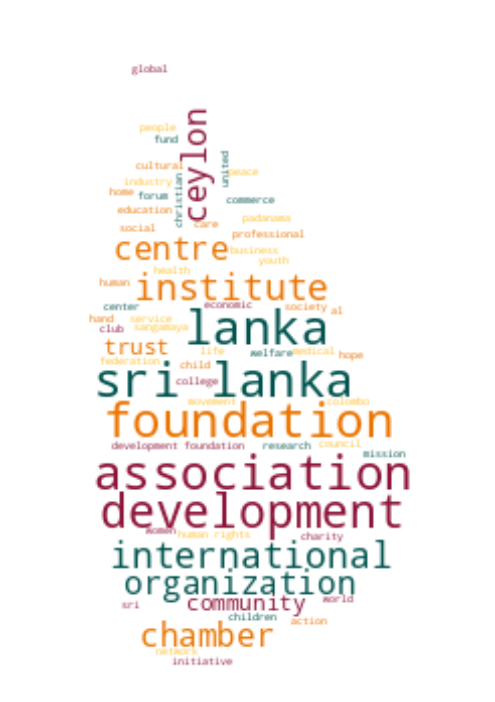 global
people
fund
ceylon
united
cultural
peace
industry
christian
home
forum
commerce
education
padanama
social
care
professional
centre
business
youth
health
human
institute
center
economic
society
al
hand
service
lanka
club
sangamaya
trust
life
welfare
medical
hope
federation
child
sri lanka
college
movement
colombo
foundation
development foundation
research
council
mission
association
development
women
human rights
charity
international
organization
sri
community
world
children
action
chamber
network
initiative